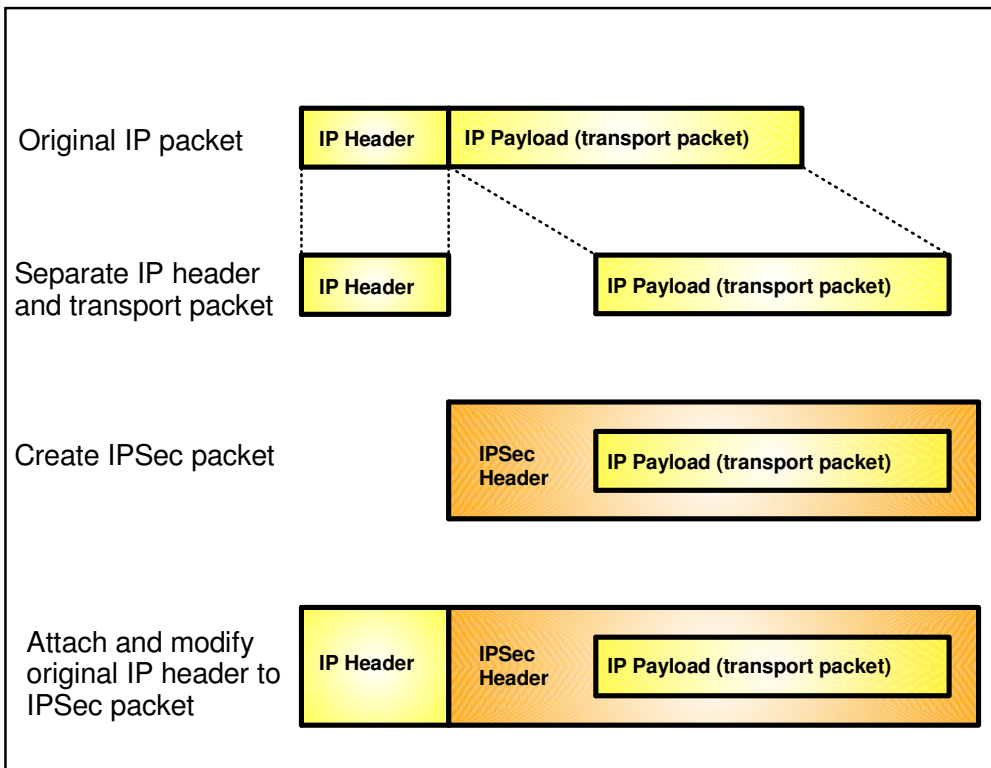 Original IP packet
IP Header
IP Payload (transport packet)
Separate IP header
and transport packet
IP Header
IP Payload (transport packet)
Create IPSec packet
IPSec
Header
IP Payload (transport packet)
Attach and modify
original IP header to
IPSec packet
IP Header
IPSec
Header
IP Payload (transport packet)